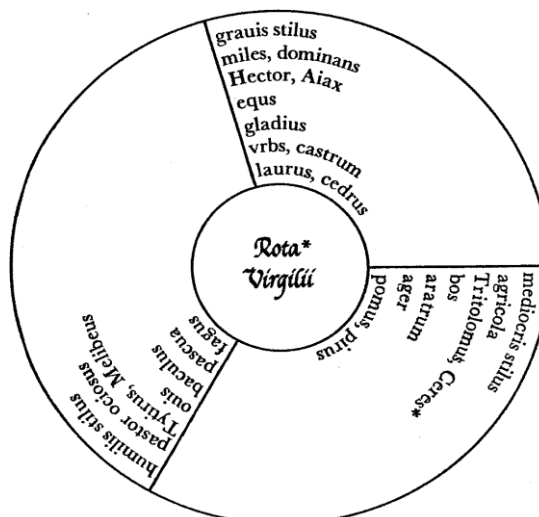 grauis stilus
miles, dominans
Hector, Aiax
equs
gladius
vrbs, castrum
laurus, cedrus
Rota*
Virgilii
mediocris stilus
agricola
Tritolomus, Ceres*
bos
aratrum
ager
pomus, pirus
humilis stilus
pastor ociosus
Tytirus, Melibeus
ouis
baculus
pascua
fagus